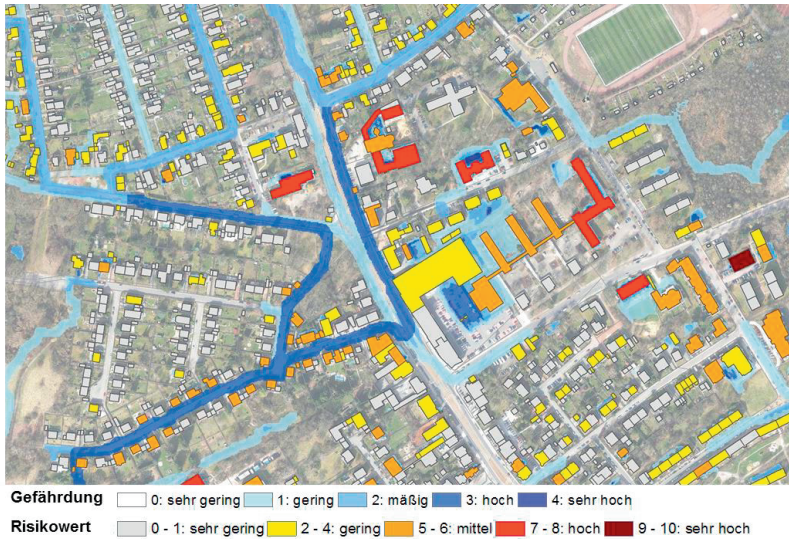 Gefährdung 0: sehr gering 1: gering 2: mäßig 3: hoch 4: sehr hoch
Risikowert 0 - 1: sehr gering 2 - 4: gering 5 - 6: mittel 7 - 8: hoch 9 - 10: sehr hoch